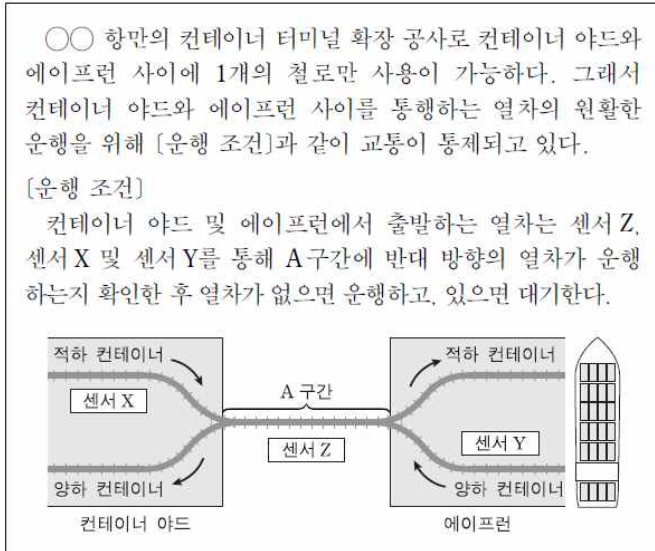 ○○ 항만의 컨테이너 터미널 확장 공사로 컨테이너 야드와
에이프런 사이에 1개의 철로만 사용이 가능하다. 그래서
컨테이너 야드와 에이프런 사이를 통행하는 열차의 원활한
운행을 위해 [운행 조건]과 같이 교통이 통제되고 있다.
[운행 조건]
컨테이너 야드 및 에이프런에서 출발하는 열차는 센서 Z,
센서 X 및 센서 Y를 통해 A구간에 반대 방향의 열차가 운행
하는지 확인한 후 열차가 없으면 운행하고, 있으면 대기한다.
적하 컨테이너
적하 컨테이너
A 구간
센서 X
센서 Z
센서 Y
양하 컨테이너
양하 컨테이너
컨테이너 야드
에이프런